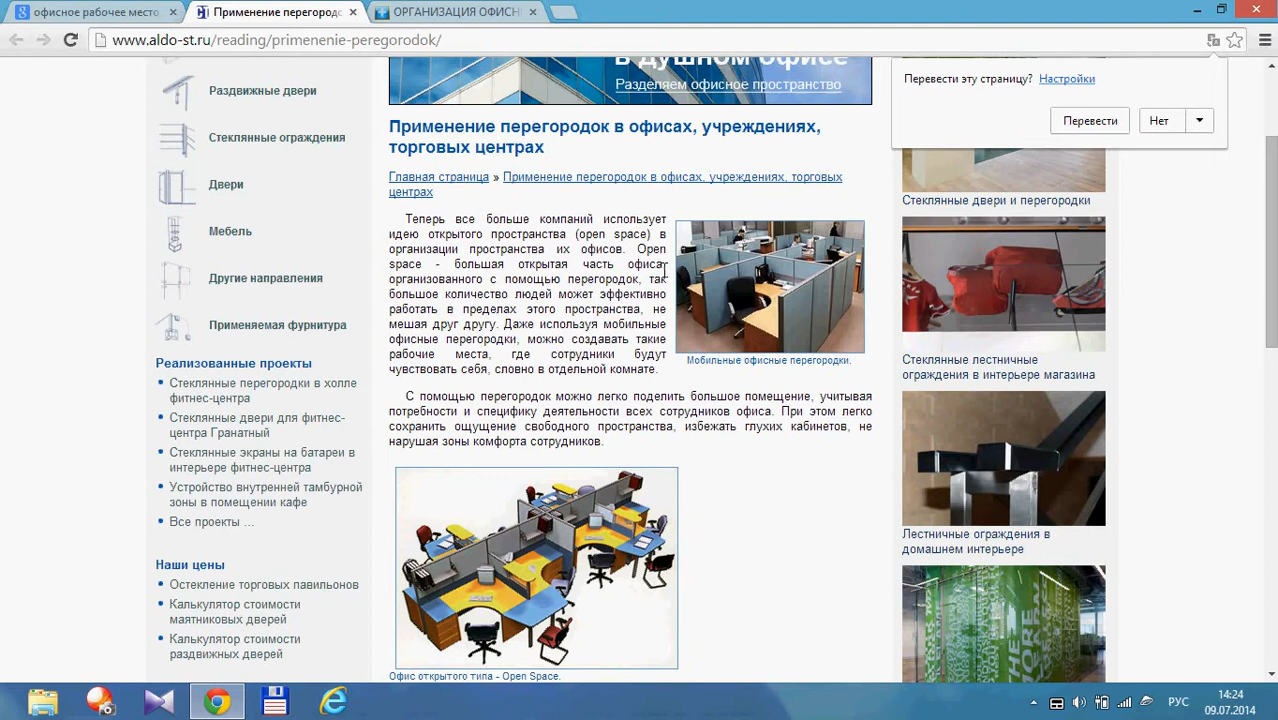 офисное рабочее место
Применение перегородо
ОРГАНИЗАЦИЯ ОФИСН
www.aldo-st.ru/reading/primenenie-peregorodok/
Перевести эту страницу? Настройки
Перевести
Нет
Раздвижные двери
Стеклянные ограждения
Двери
Мебель
Другие направления
Применяемая фурнитура
Реализованные проекты
Стеклянные перегородки в холле
фитнес-центра
Стеклянные двери для фитнес-
центра Гранатный
Стеклянные экраны на батареи в
интерьере фитнес-центра
Устройство внутренней тамбурной
зоны в помещении кафе
Все проекты ...
Наши цены
Остекление торговых павильонов
Калькулятор стоимости
маятниковых дверей
Калькулятор стоимости
раздвижных дверей
в душном офисе
Разделяем офисное пространство
Применение перегородок в офисах, учреждениях,
торговых центрах
Главная страница » Применение перегородок в офисах, учреждениях, торговых
центрах
Теперь все больше компаний использует
идею открытого пространства (open space) в
организации пространства их офисов. Open
space - большая открытая часть офиса,
организованного с помощью перегородок, так
большое количество людей может эффективно
работать в пределах этого пространства, не
мешая друг другу. Даже используя мобильные
офисные перегородки, можно создавать такие
рабочие места, где сотрудники будут
чувствовать себя, словно в отдельной комнате.
Мобильные офисные перегородки.
С помощью перегородок можно легко поделить большое помещение, учитывая
потребности и специфику деятельности всех сотрудников офиса. При этом легко
сохранить ощущение свободного пространства, избежать глухих кабинетов, не
нарушая зоны комфорта сотрудников.
Офис открытого типа - Open Space.
Стеклянные двери и перегородки
Стеклянные лестничные
ограждения в интерьере магазина
Лестничные ограждения в
домашнем интерьере
РУС
14:24
09.07.2014